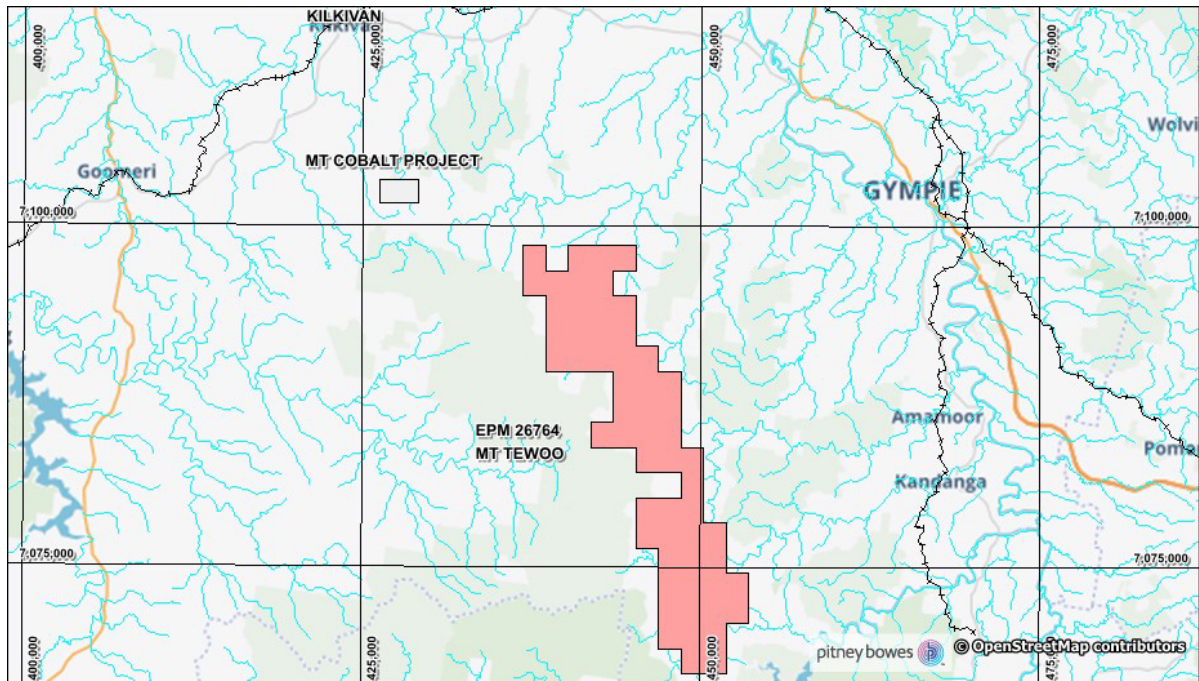 KILKIVAN
Kilkivan
400,000
425,000
450,000
475,000
Wolvi
MT COBALT PROJECT
Goomeri
GYMPIE
7,100,000
7,100,000
Amamoor
EPM 26764
MT TEWOO
Pomo
Kandanga
7,075,000
7,075,000
400,000
425,000
450,000
475,000
pitney bowes
© OpenStreetMap contributors